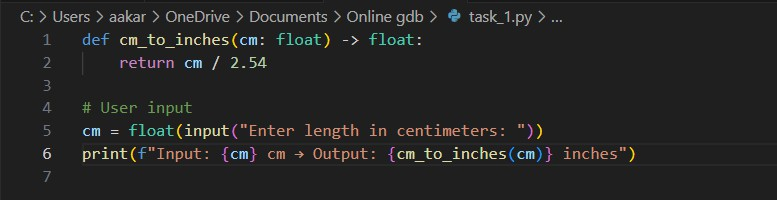 C: > Users > aakar > OneDrive > Documents > Online gdb > task_1.py > ...
1 def cm_to_inches(cm: float) -> float:
2     return cm / 2.54
3
4 # User input
5 cm = float(input("Enter length in centimeters: "))
6 print(f"Input: {cm} cm → Output: {cm_to_inches(cm)} inches")
7